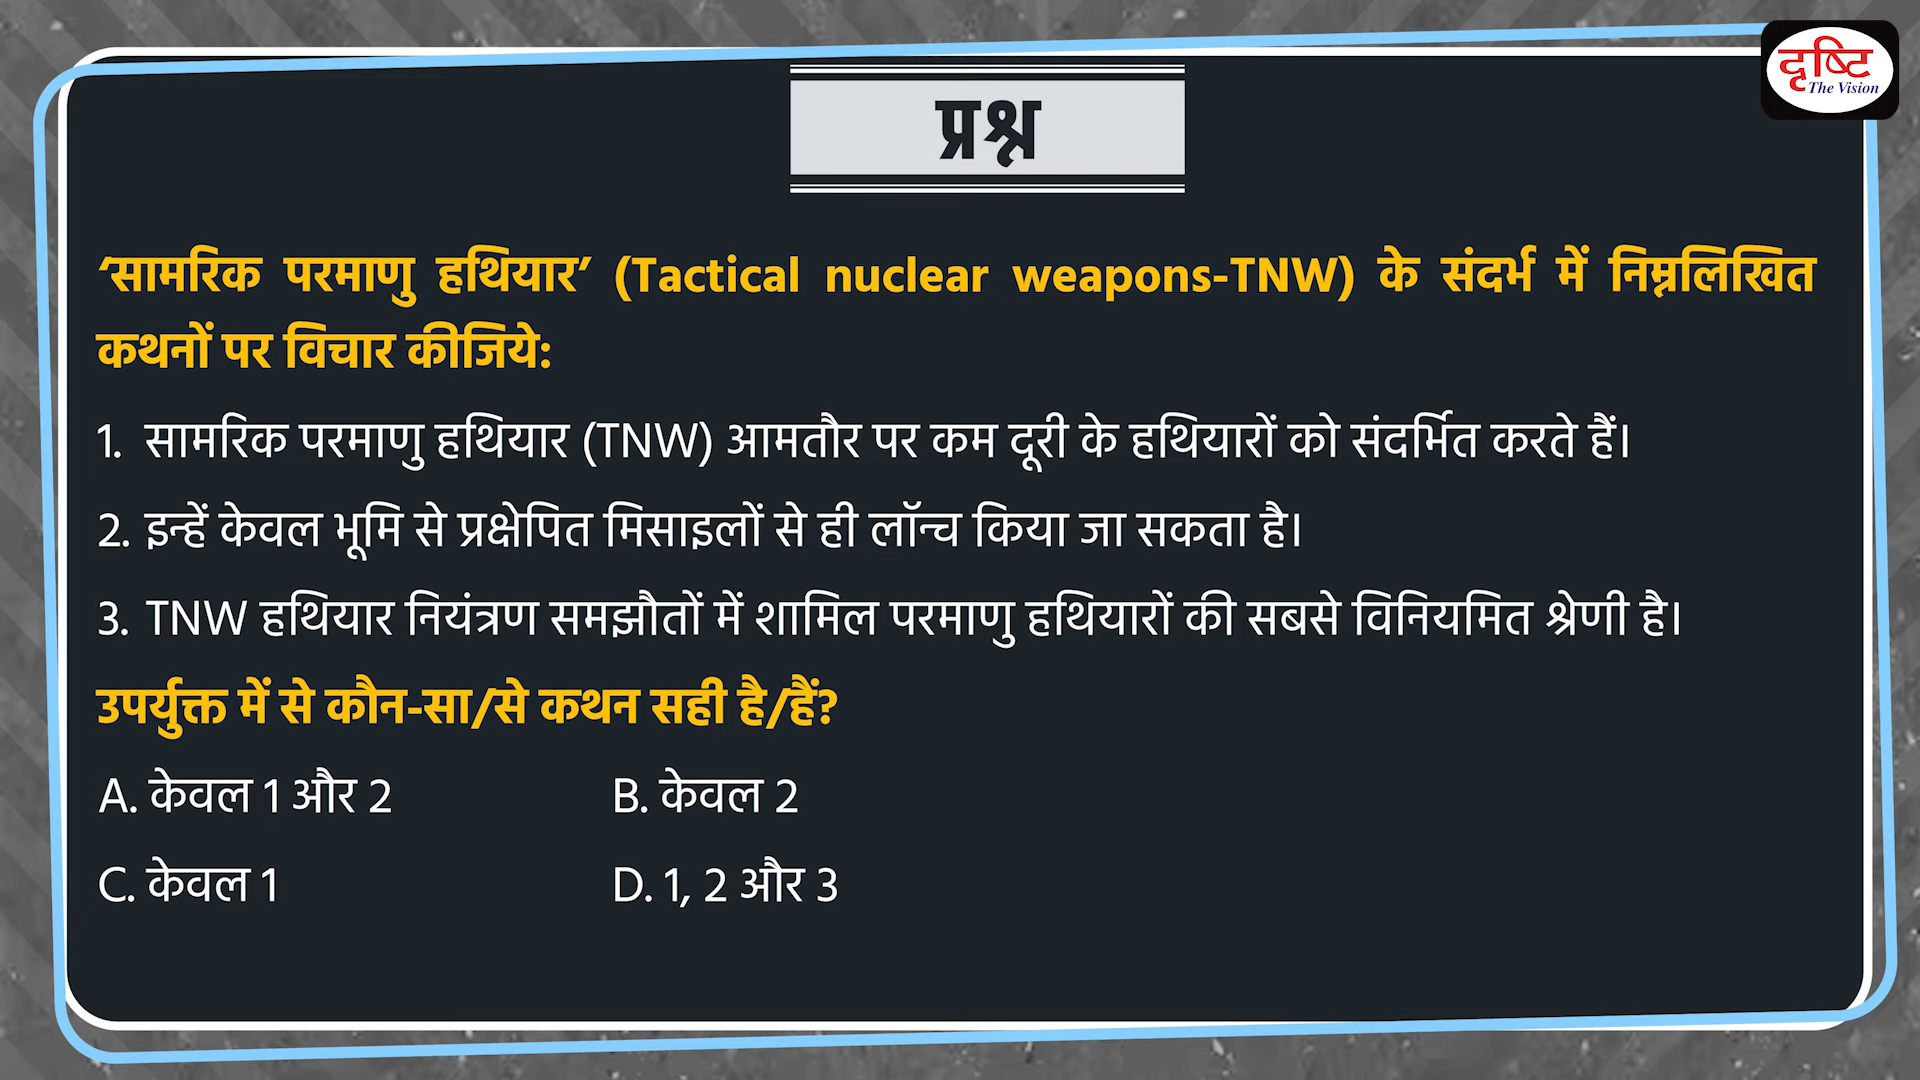 दृष्टि
The Vision
प्रश्न
‘सामरिक परमाणु हथियार’ (Tactical nuclear weapons-TNW) के संदर्भ में निम्नलिखित
कथनों पर विचार कीजिये:
1. सामरिक परमाणु हथियार (TNW) आमतौर पर कम दूरी के हथियारों को संदर्भित करते हैं।
2. इन्हें केवल भूमि से प्रक्षेपित मिसाइलों से ही लॉन्च किया जा सकता है।
3. TNW हथियार नियंत्रण समझौतों में शामिल परमाणु हथियारों की सबसे विनियमित श्रेणी है।
उपर्युक्त में से कौन-सा/से कथन सही है/हैं?
A. केवल 1 और 2 B. केवल 2
C. केवल 1 D. 1, 2 और 3